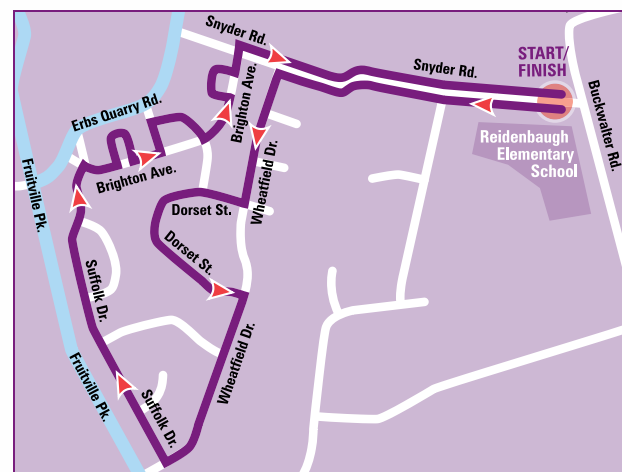 Snyder Rd.
Snyder Rd.
START/
FINISH
Buckwalter Rd.
Erbs Quarry Rd.
Brighton Ave.
Reidenbaugh
Elementary
School
Fruitville Pk.
Brighton Ave.
Wheatfield Dr.
Dorset St.
Dorset St.
Suffolk Dr.
Wheatfield Dr.
Fruitville Pk.
Suffolk Dr.